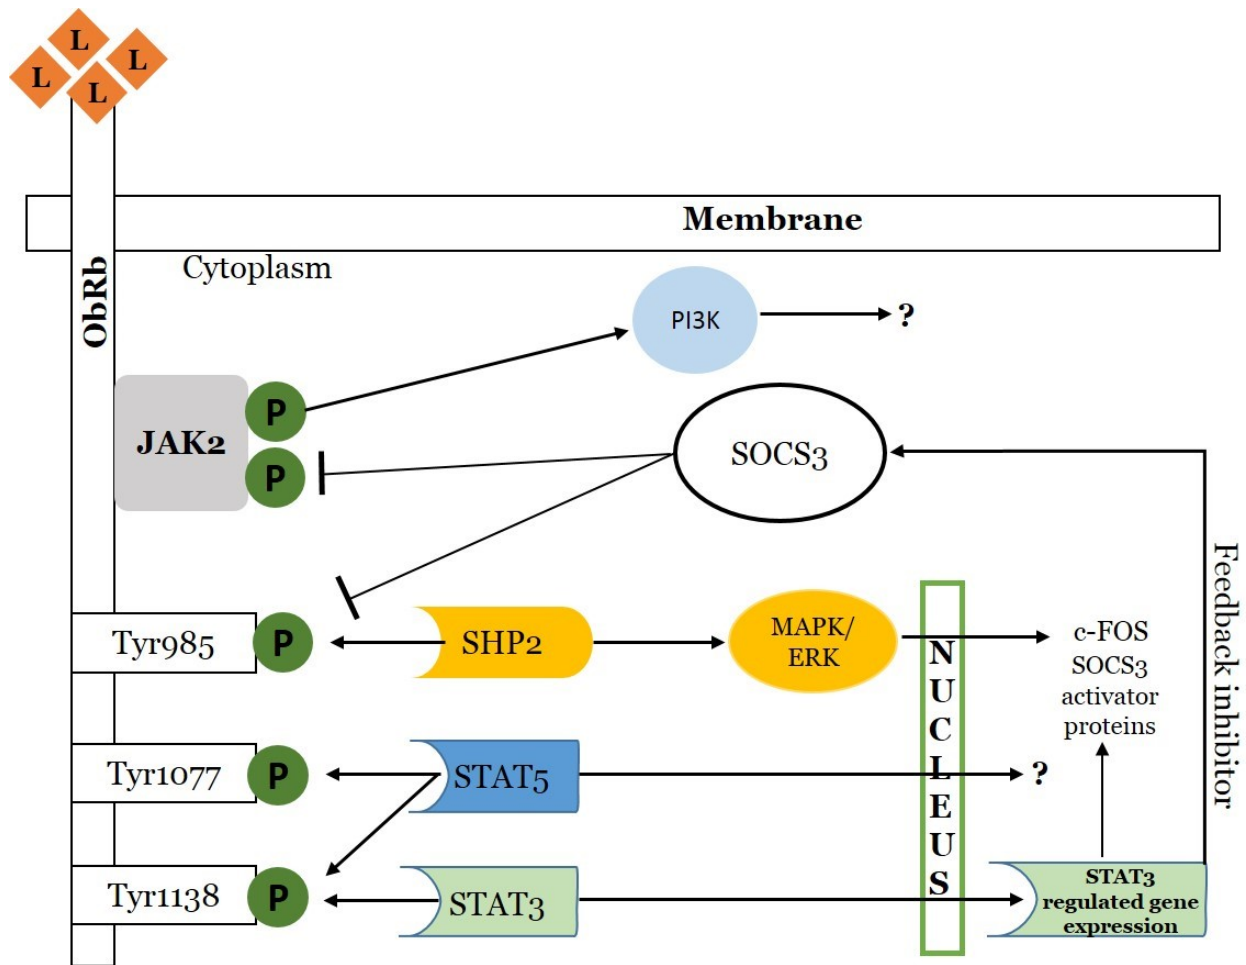 L
L
L
L
Membrane
Cytoplasm
ObRb
PI3K
?
P
JAK2
P
SOCS3
Feedback inhibitor
Tyr985
P
SHP2
MAPK/
ERK
NUCLEUS
c-FOS
SOCS3
activator
proteins
Tyr1077
P
STAT5
?
Tyr1138
P
STAT3
STAT3
regulated gene
expression